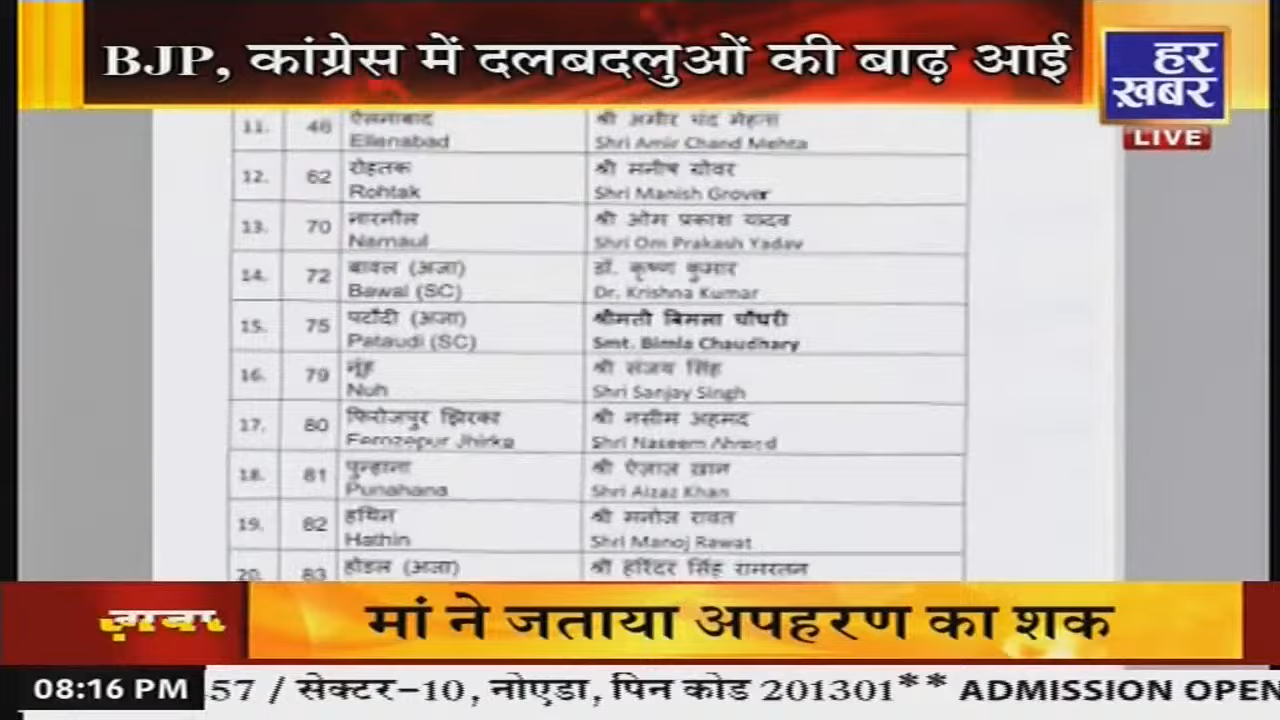 BJP, कांग्रेस में दलबदलुओं की बाढ़ आई
हर
ख़बर
LIVE
11. 46 ऐलनाबाद श्री अमीर चंद मेहता
Ellenabad Shri Amir Chand Mehta
12. 62 रोहतक श्री मनीष ग्रोवर
Rohtak Shri Manish Grover
13. 70 नारनौल श्री ओम प्रकाश यादव
Narnaul Shri Om Prakash Yadav
14. 72 बावल (अजा) डॉ. कृष्ण कुमार
Bawal (SC) Dr. Krishna Kumar
15. 75 पटौदी (अजा) श्रीमती बिमला चौधरी
Pataudi (SC) Smt. Bimla Chaudhary
16. 79 नूंह श्री संजय सिंह
Nuh Shri Sanjay Singh
17. 80 फिरोजपुर झिरका श्री नसीम अहमद
Ferozepur Jhirka Shri Naseem Ahmed
18. 81 पुन्हाना श्री ऐजाज खान
Punahana Shri Aizaz Khan
19. 82 हथिन श्री मनोज रावत
Hathin Shri Manoj Rawat
20. 83 होडल (अजा) श्री हरिंदर सिंह रामरतन
मां ने जताया अपहरण का शक
08:16 PM 57 / सेक्टर-10, नोएडा, पिन कोड 201301** ADMISSION OPEN